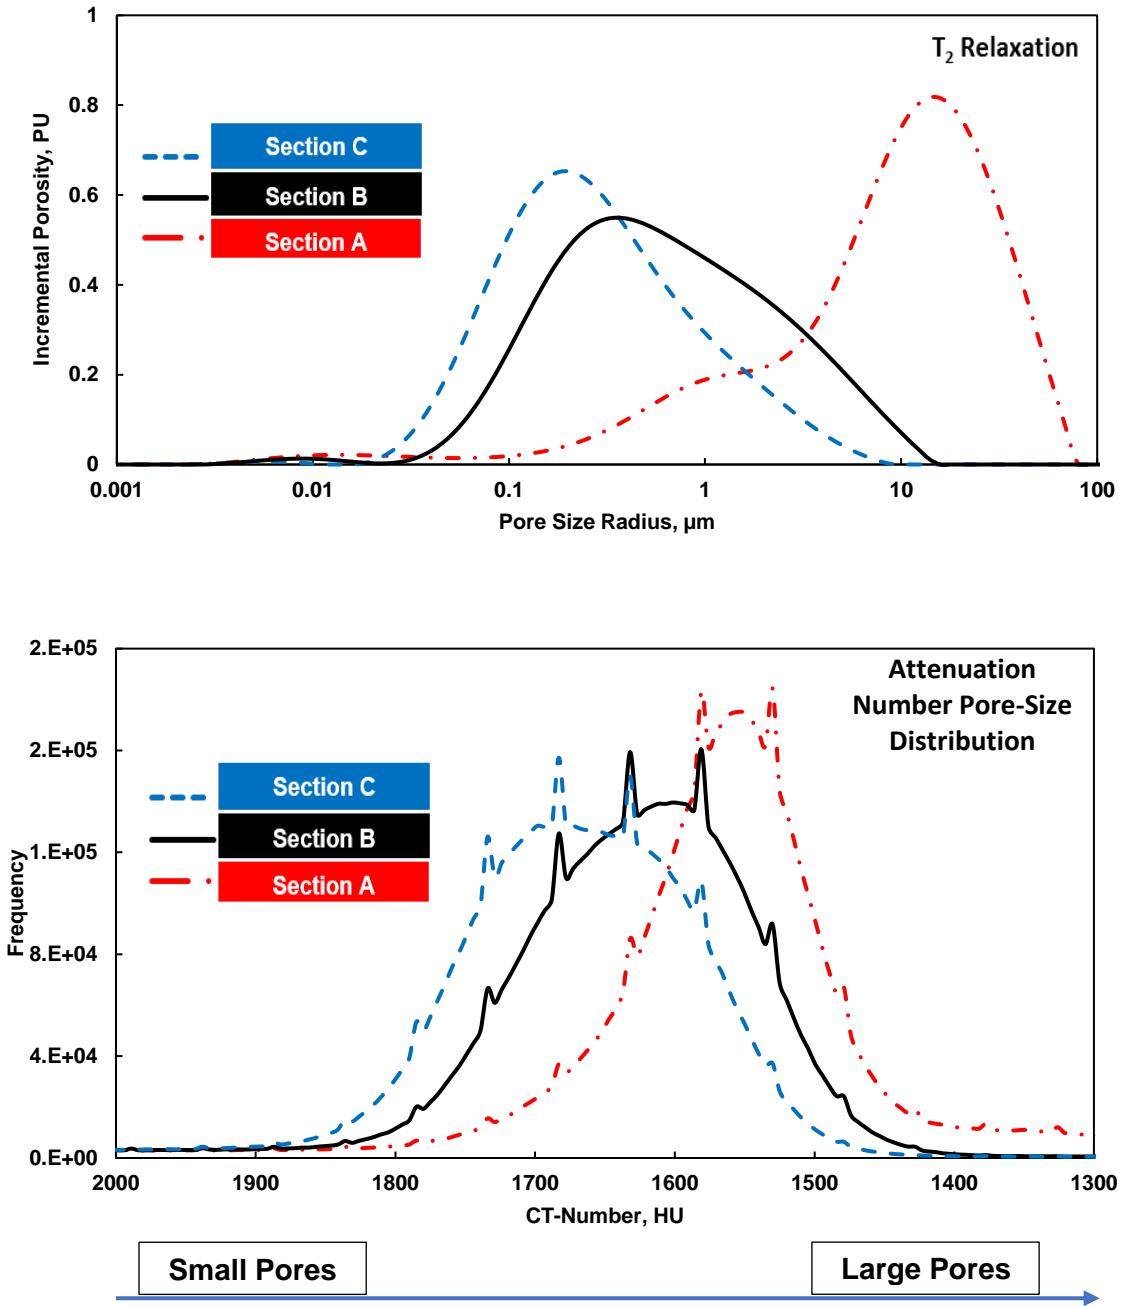 1
T₂ Relaxation
0.8
0.6
0.4
0.2
0
Incremental Porosity, PU
Section C
Section B
Section A
0.001 0.01 0.1 1 10 100
Pore Size Radius, µm
2.E+05
2.E+05
1.E+05
8.E+04
4.E+04
0.E+00
Frequency
Attenuation
Number Pore-Size
Distribution
Section C
Section B
Section A
2000 1900 1800 1700 1600 1500 1400 1300
CT-Number, HU
Small Pores
Large Pores